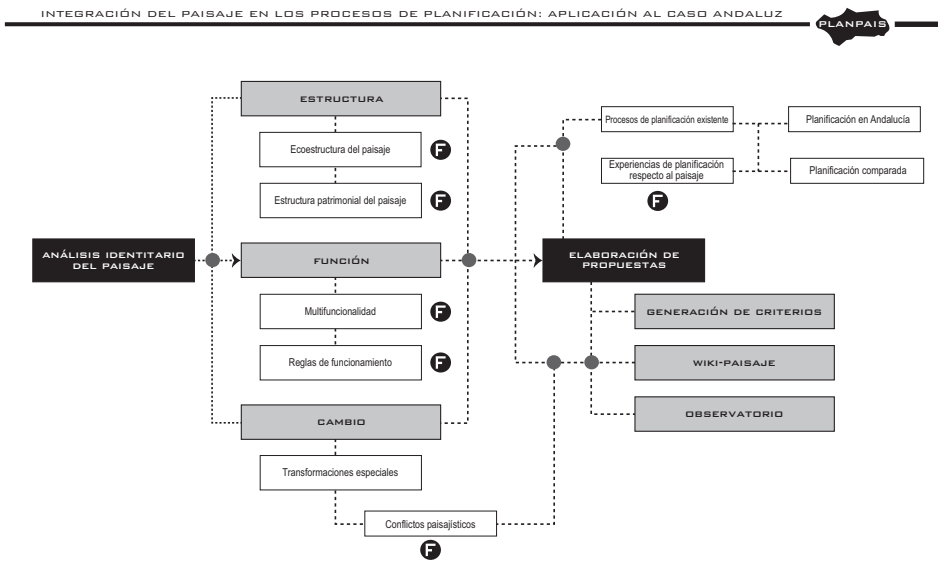 INTEGRACIÓN DEL PAISAJE EN LOS PROCESOS DE PLANIFICACIÓN: APLICACIÓN AL CASO ANDALUZ
PLANPAIS
ANÁLISIS IDENTITARIO
DEL PAISAJE
ESTRUCTURA
Ecoestructura del paisaje
F
Estructura patrimonial del paisaje
F
FUNCIÓN
Multifuncionalidad
F
Reglas de funcionamiento
F
CAMBIO
Transformaciones especiales
Conflictos paisajísticos
F
Procesos de planificación existente
Planificación en Andalucía
Experiencias de planificación
respecto al paisaje
F
Planificación comparada
ELABORACIÓN DE
PROPUESTAS
GENERACIÓN DE CRITERIOS
WIKI-PAISAJE
OBSERVATORIO